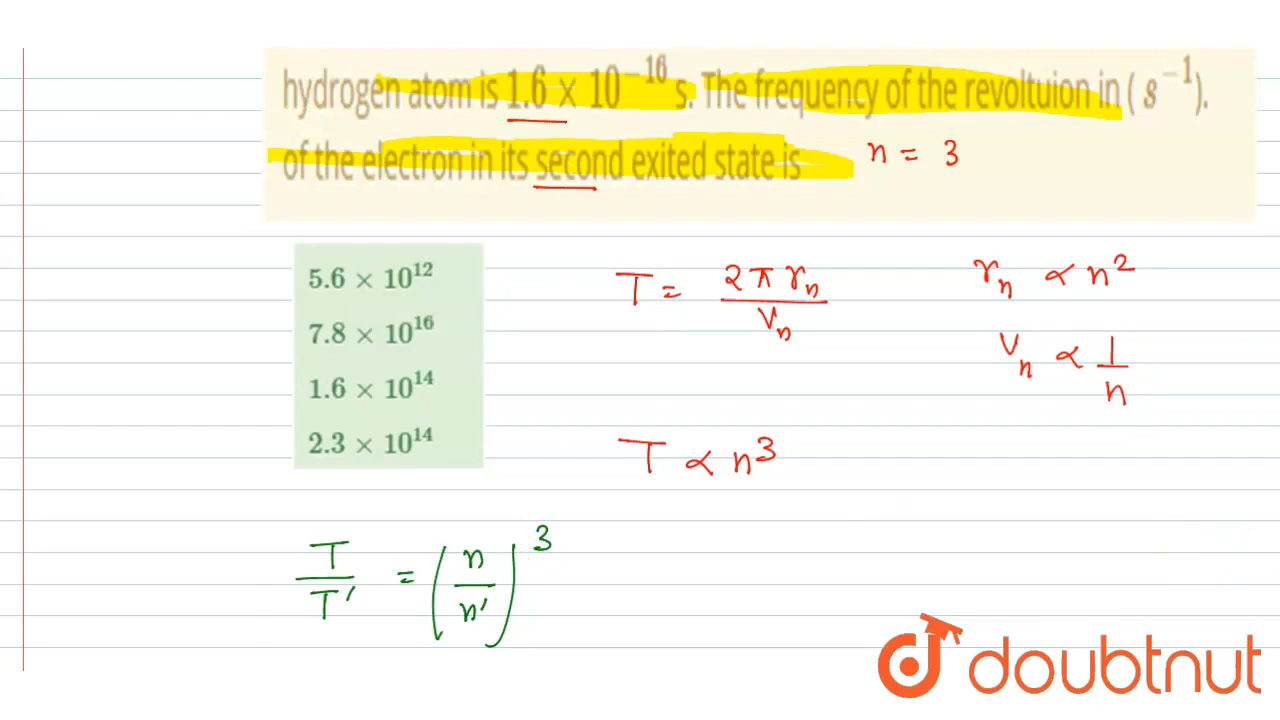 hydrogen atom is 1.6 × 10⁻¹⁶ s. The frequency of the revoltuion in ( s⁻¹).
of the electron in its second exited state is
n = 3
5.6 × 10¹²
7.8 × 10¹⁶
1.6 × 10¹⁴
2.3 × 10¹⁴
T = 2πrₙ / Vₙ
rₙ ∝ n²
Vₙ ∝ 1/n
T ∝ n³
T/T' = (n/n')³
doubtnut